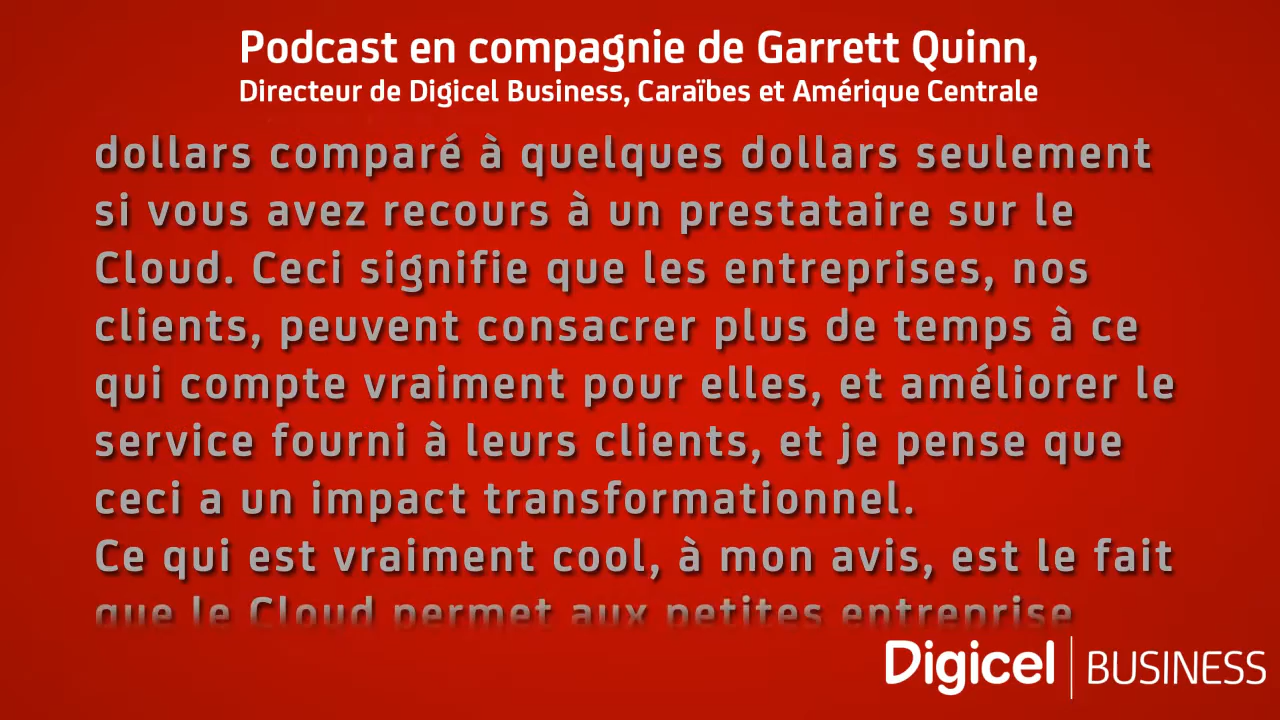 Podcast en compagnie de Garrett Quinn,
Directeur de Digicel Business, Caraïbes et Amérique Centrale
dollars comparé à quelques dollars seulement
si vous avez recours à un prestataire sur le
Cloud. Ceci signifie que les entreprises, nos
clients, peuvent consacrer plus de temps à ce
qui compte vraiment pour elles, et améliorer le
service fourni à leurs clients, et je pense que
ceci a un impact transformationnel.
Ce qui est vraiment cool, à mon avis, est le fait
que le Cloud permet aux petites entreprise
Digicel BUSINESS